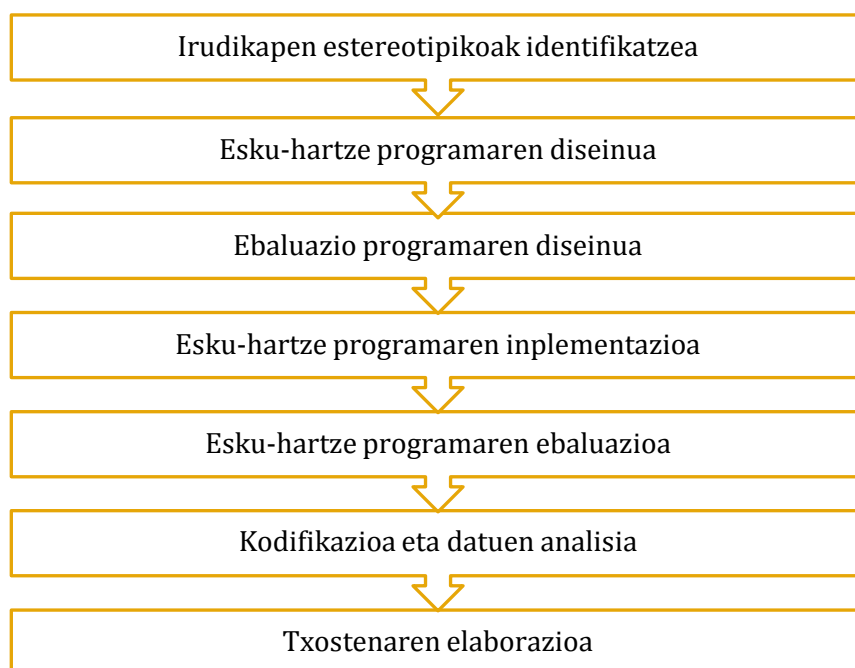 Irudikapen estereotipikoak identifikatzea
Esku-hartze programaren diseinua
Ebaluazio programaren diseinua
Esku-hartze programaren inplementazioa
Esku-hartze programaren ebaluazioa
Kodifikazioa eta datuen analisia
Txostenaren elaborazioa